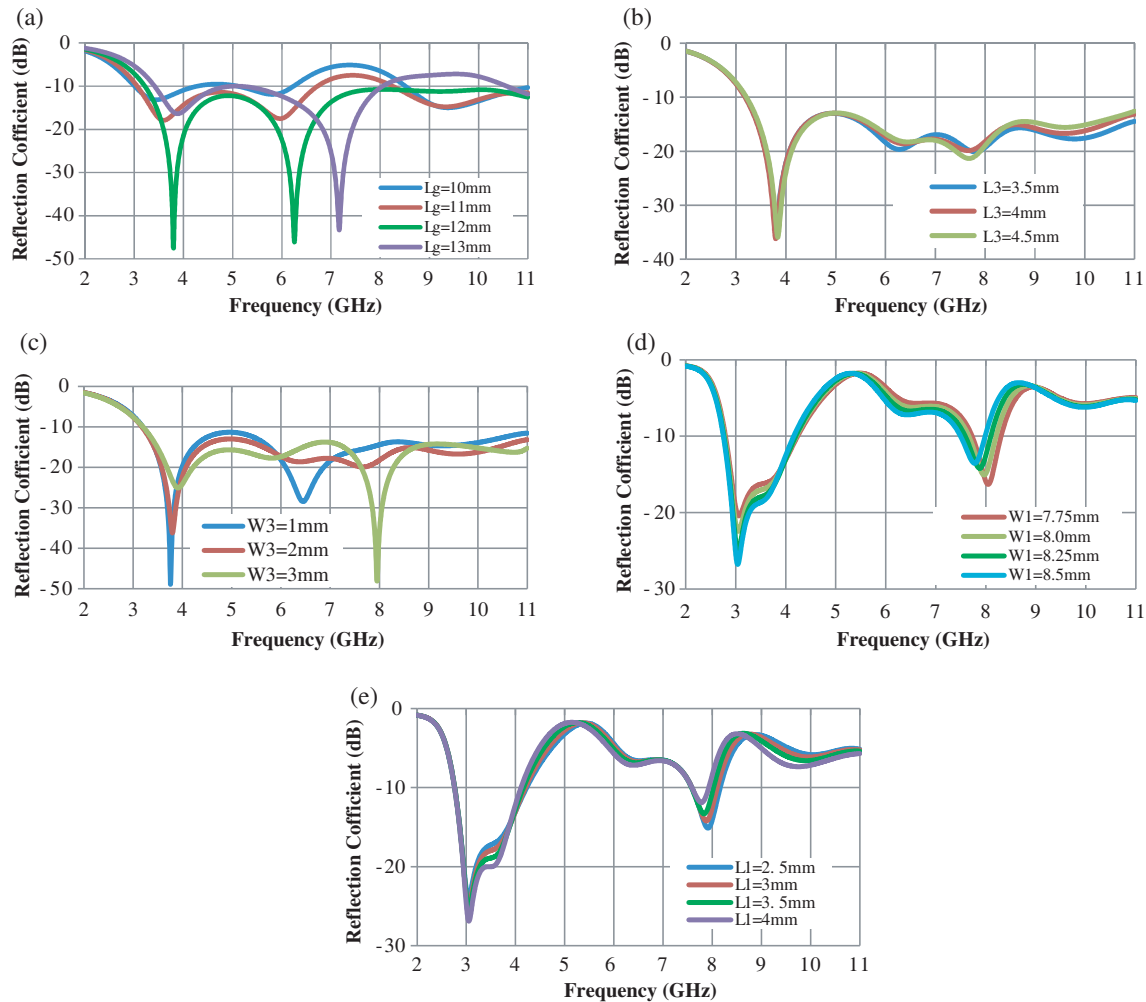 (a)
Reflection Cofficient (dB)
0
-10
-20
-30
-40
-50
2 3 4 5 6 7 8 9 10 11
Frequency (GHz)
Lg=10mm
Lg=11mm
Lg=12mm
Lg=13mm
(b)
Reflection Cofficient (dB)
0
-10
-20
-30
-40
2 3 4 5 6 7 8 9 10 11
Frequency (GHz)
L3=3.5mm
L3=4mm
L3=4.5mm
(c)
Reflection Cofficient (dB)
0
-10
-20
-30
-40
-50
2 3 4 5 6 7 8 9 10 11
Frequency (GHz)
W3=1mm
W3=2mm
W3=3mm
(d)
Reflection Cofficient (dB)
0
-10
-20
-30
2 3 4 5 6 7 8 9 10 11
Frequency (GHz)
W1=7.75mm
W1=8.0mm
W1=8.25mm
W1=8.5mm
(e)
Reflection Cofficient (dB)
0
-10
-20
-30
2 3 4 5 6 7 8 9 10 11
Frequency (GHz)
L1=2. 5mm
L1=3mm
L1=3. 5mm
L1=4mm